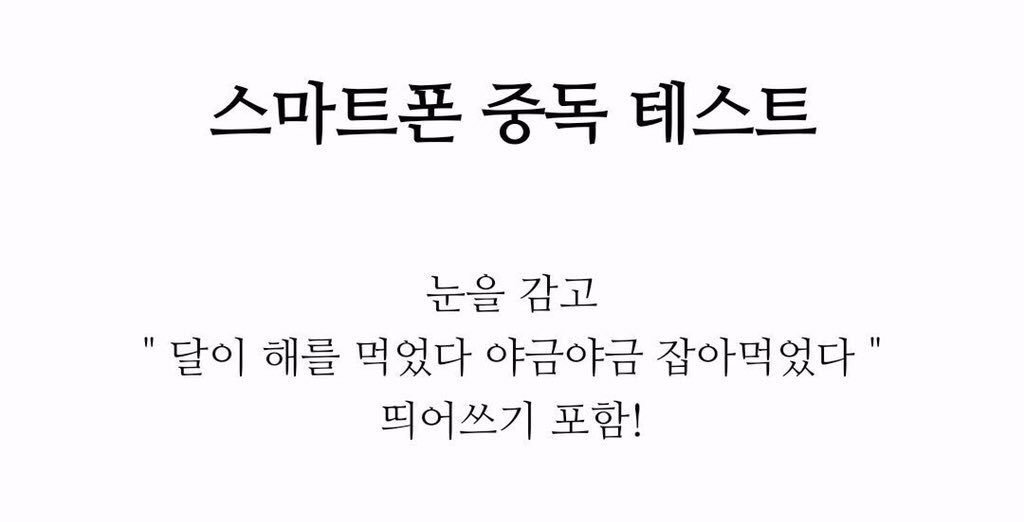 스마트폰 중독 테스트
눈을 감고
" 달이 해를 먹었다 야금야금 잡아먹었다 "
띄어쓰기 포함!